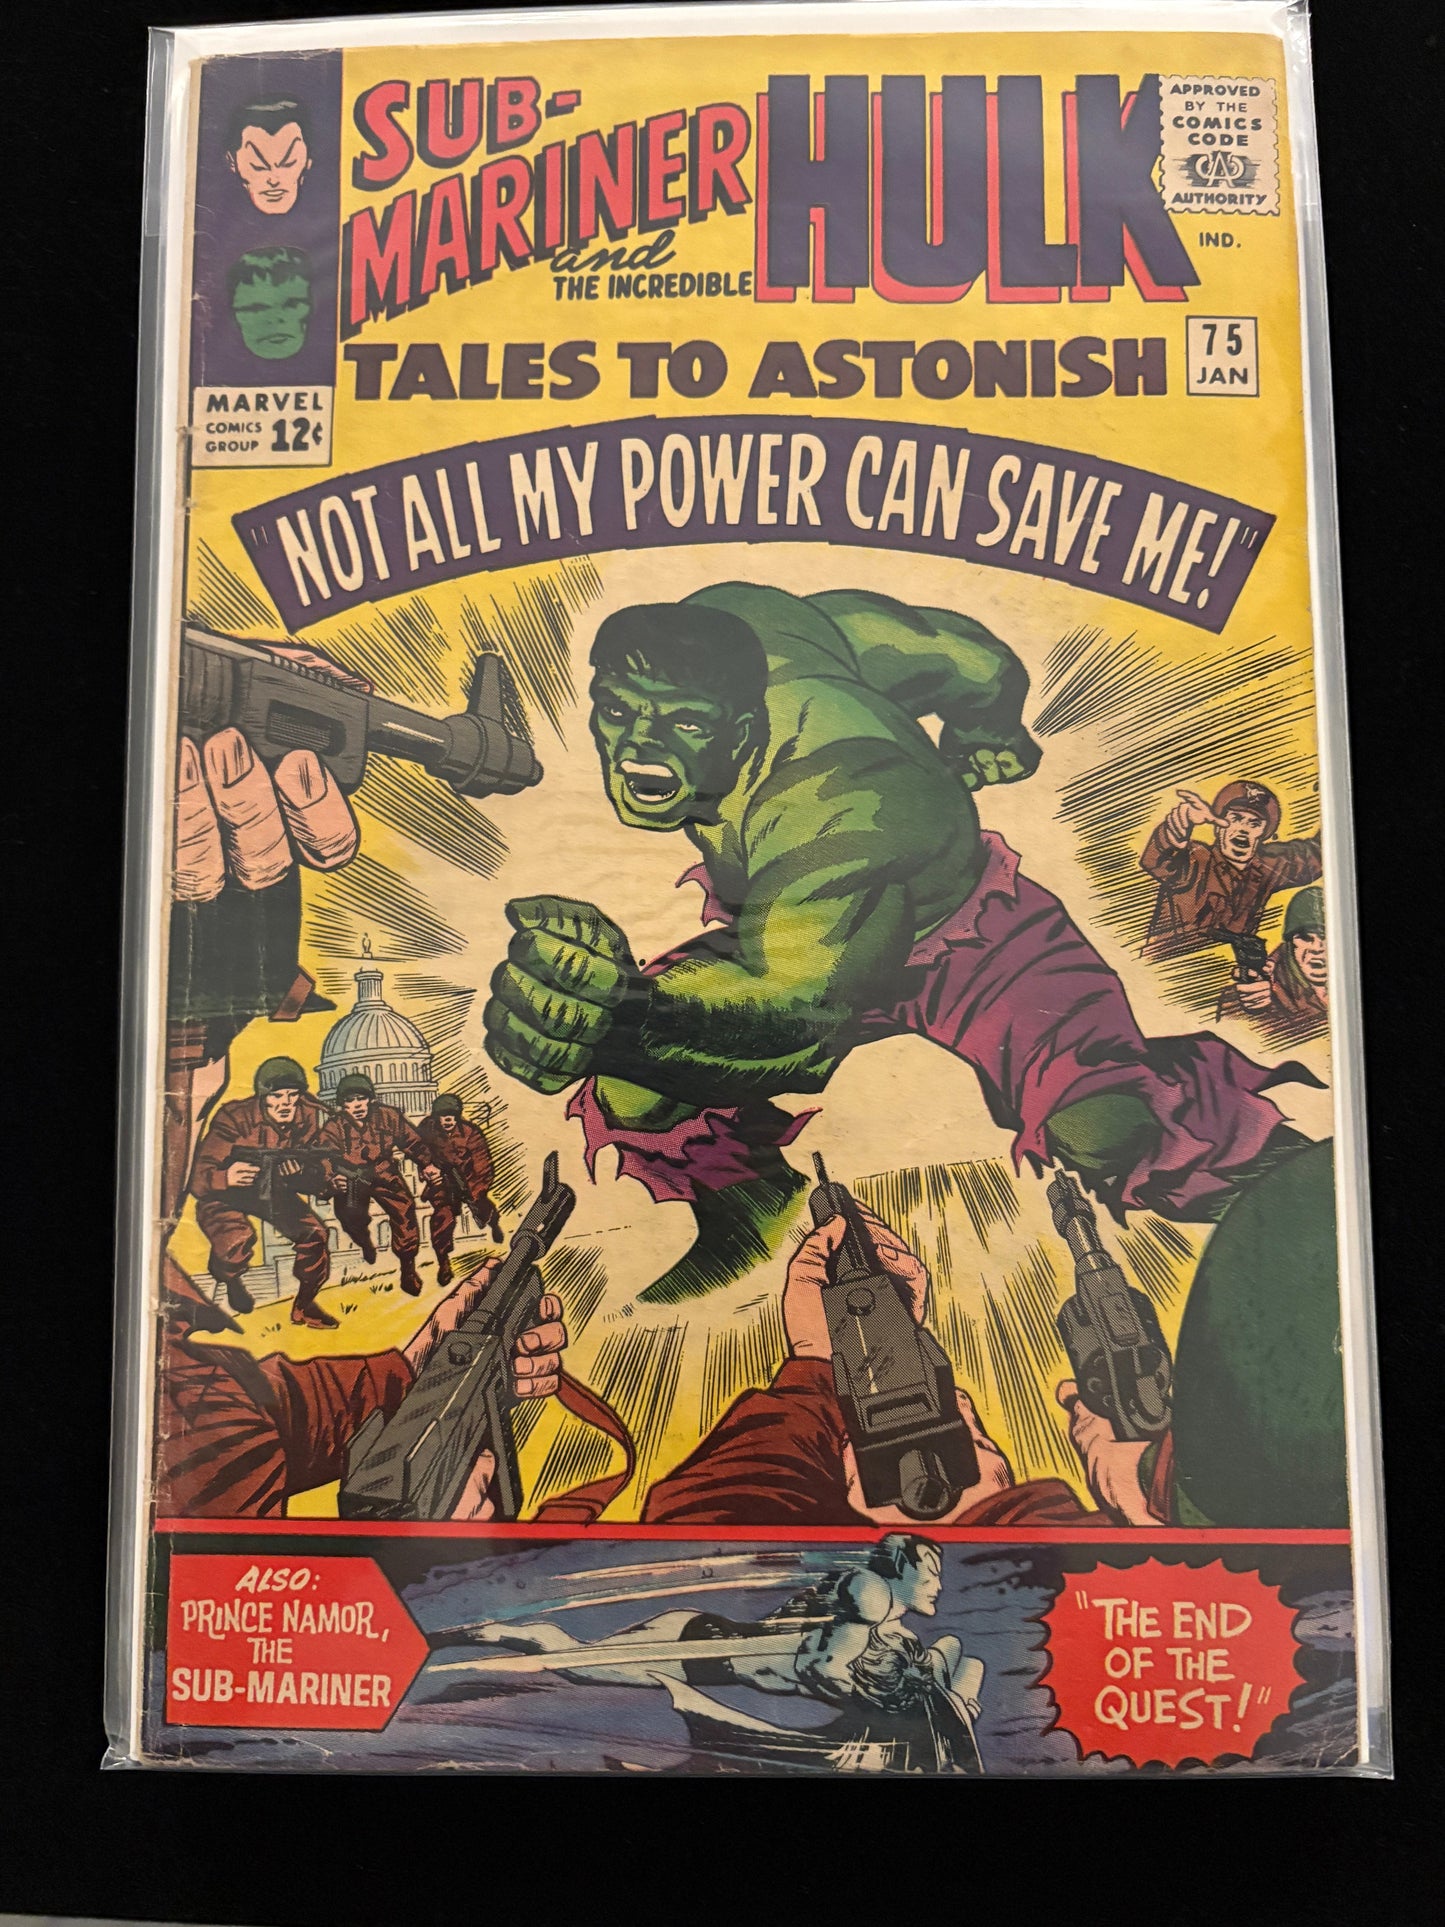 SUB-
MARINER
and
THE INCREDIBLE
HULK
APPROVED
BY THE
COMICS
CODE
CA
AUTHORITY
IND.
TALES TO ASTONISH
75
JAN
MARVEL
COMICS
GROUP
12¢
"NOT ALL MY POWER CAN SAVE ME!"
ALSO:
PRINCE NAMOR,
THE
SUB-MARINER
"THE END
OF THE
QUEST!"